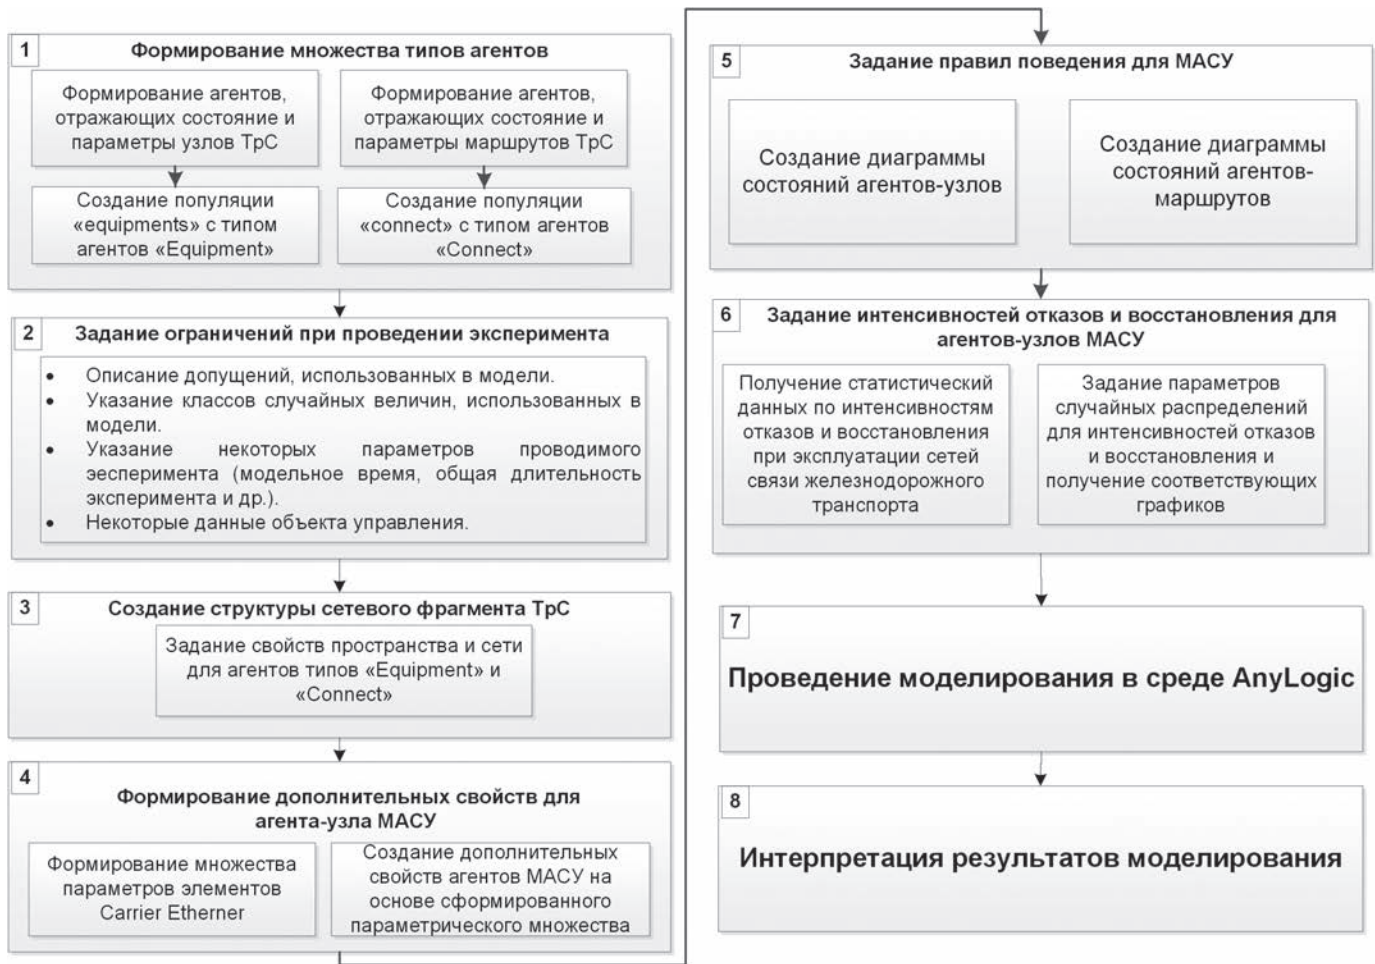 1
Формирование множества типов агентов
Формирование агентов,
отражающих состояние и
параметры узлов ТрС
Формирование агентов,
отражающих состояние и
параметры маршрутов ТрС
Создание популяции
«equipments» с типом
агентов «Equipment»
Создание популяции
«connect» с типом агентов
«Connect»
2
Задание ограничений при проведении эксперимента
• Описание допущений, использованных в модели.
• Указание классов случайных величин, использованных в
модели.
• Указание некоторых параметров проводимого
эесперимента (модельное время, общая длительность
эксперимента и др.).
• Некоторые данные объекта управления.
3
Создание структуры сетевого фрагмента ТрС
Задание свойств пространства и сети
для агентов типов «Equipment» и
«Connect»
4
Формирование дополнительных свойств для
агента-узла МАСУ
Формирование множества
параметров элементов
Carrier Etherner
Создание дополнительных
свойств агентов МАСУ на
основе сформированного
параметрического множества
5
Задание правил поведения для МАСУ
Создание диаграммы
состояний агентов-узлов
Создание диаграммы
состояний агентов-
маршрутов
6
Задание интенсивностей отказов и восстановления для
агентов-узлов МАСУ
Получение статистический
данных по интенсивностям
отказов и восстановления
при эксплуатации сетей
связи железнодорожного
транспорта
Задание параметров
случайных распределений
для интенсивностей отказов
и восстановления и
получение соответствующих
графиков
7
Проведение моделирования в среде AnyLogic
8
Интерпретация результатов моделирования